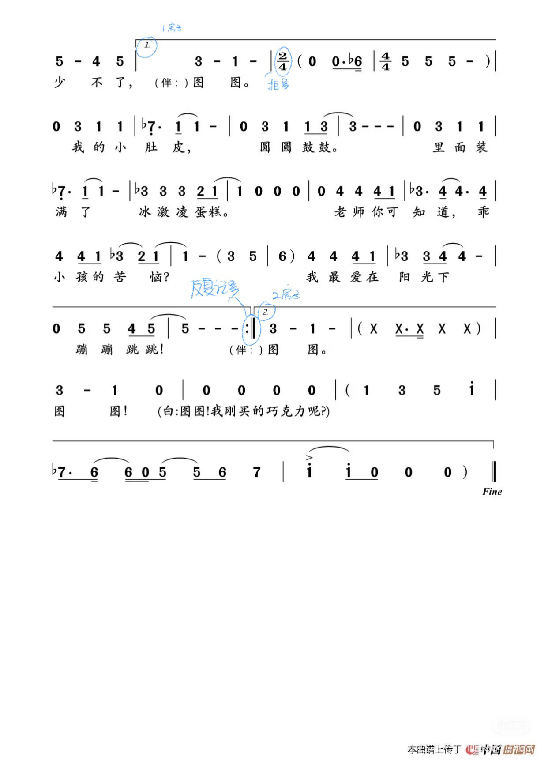 1房子
1.
5 - 4 5 3 - 1 - | 2/4 ( 0 0·♭6 | 4/4 5 5 5 - )
少 不 了, (伴:)图 图。
拍号
0 3 1 1 | ♭7· 1 1 - | 0 3 1 1 3 | 3 - - - | 0 3 1 1 |
我 的 小 肚 皮, 圆 圆 鼓 鼓。 里 面 装
♭7· 1 1 - | ♭3 3 3 2 1 | 1 0 0 0 | 0 4 4 4 1 | ♭3· 4 4· 4 |
满 了 冰 激 凌 蛋 糕。 老 师 你 可 知 道, 乖
4 4 1 ♭3 2 1 | 1 - ( 3 5 | 6 ) 4 4 4 1 | ♭3 3 4 4 - |
小 孩 的 苦 恼? 我 最 爱 在 阳 光 下
反复记号 2房子
2.
0 5 5 4 5 | 5 - - - :| 3 - 1 - | ( X X· X X X ) |
蹦 蹦 跳 跳! (伴:)图 图。
3 - 1 0 | 0 0 0 0 | ( 1 3 5 i |
图 图! (白:图图!我刚买的巧克力呢?)
♭7· 6 6 0 5 5 6 7 | i i 0 0 0 ) ‖
Fine
本曲谱上传于 中国曲谱网